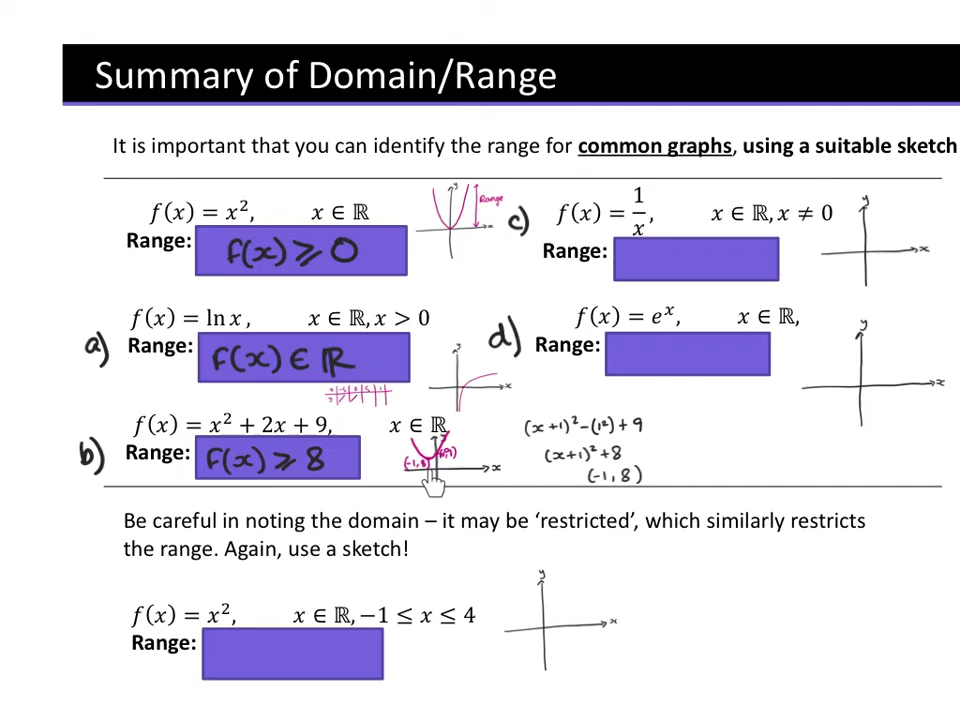 Summary of Domain/Range
It is important that you can identify the range for common graphs, using a suitable sketch
f(x) = x², x ∈ ℝ
Range: f(x) ⩾ 0
y
Range
x
c) f(x) = 1/x, x ∈ ℝ, x ≠ 0
Range:
y
x
a) f(x) = ln x , x ∈ ℝ, x > 0
Range: f(x) ∈ ℝ
y
x
d) f(x) = eˣ, x ∈ ℝ,
Range:
y
x
b) f(x) = x² + 2x + 9, x ∈ ℝ
Range: f(x) ⩾ 8
y
(-1,8)
x
(x+1)² -(1²) + 9
(x+1)² + 8
(-1, 8)
Be careful in noting the domain – it may be ‘restricted’, which similarly restricts
the range. Again, use a sketch!
f(x) = x², x ∈ ℝ, −1 ≤ x ≤ 4
Range:
y
x